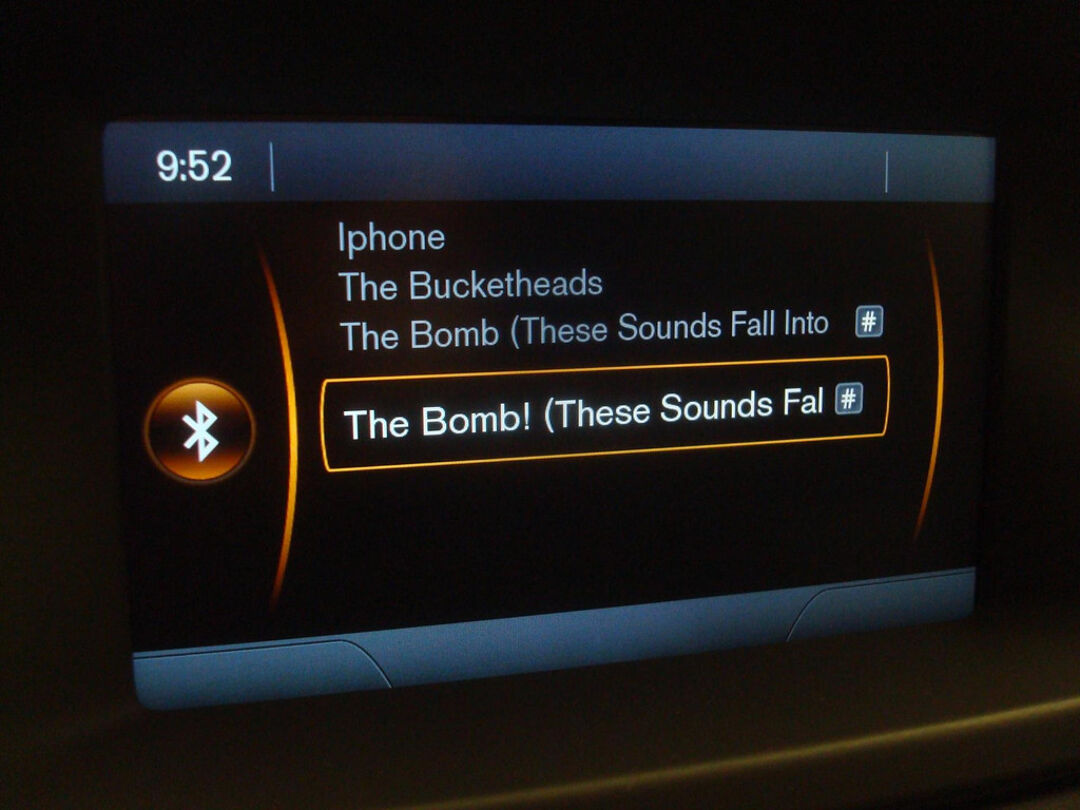 9:52
Iphone
The Bucketheads
The Bomb (These Sounds Fall Into #
The Bomb! (These Sounds Fal #